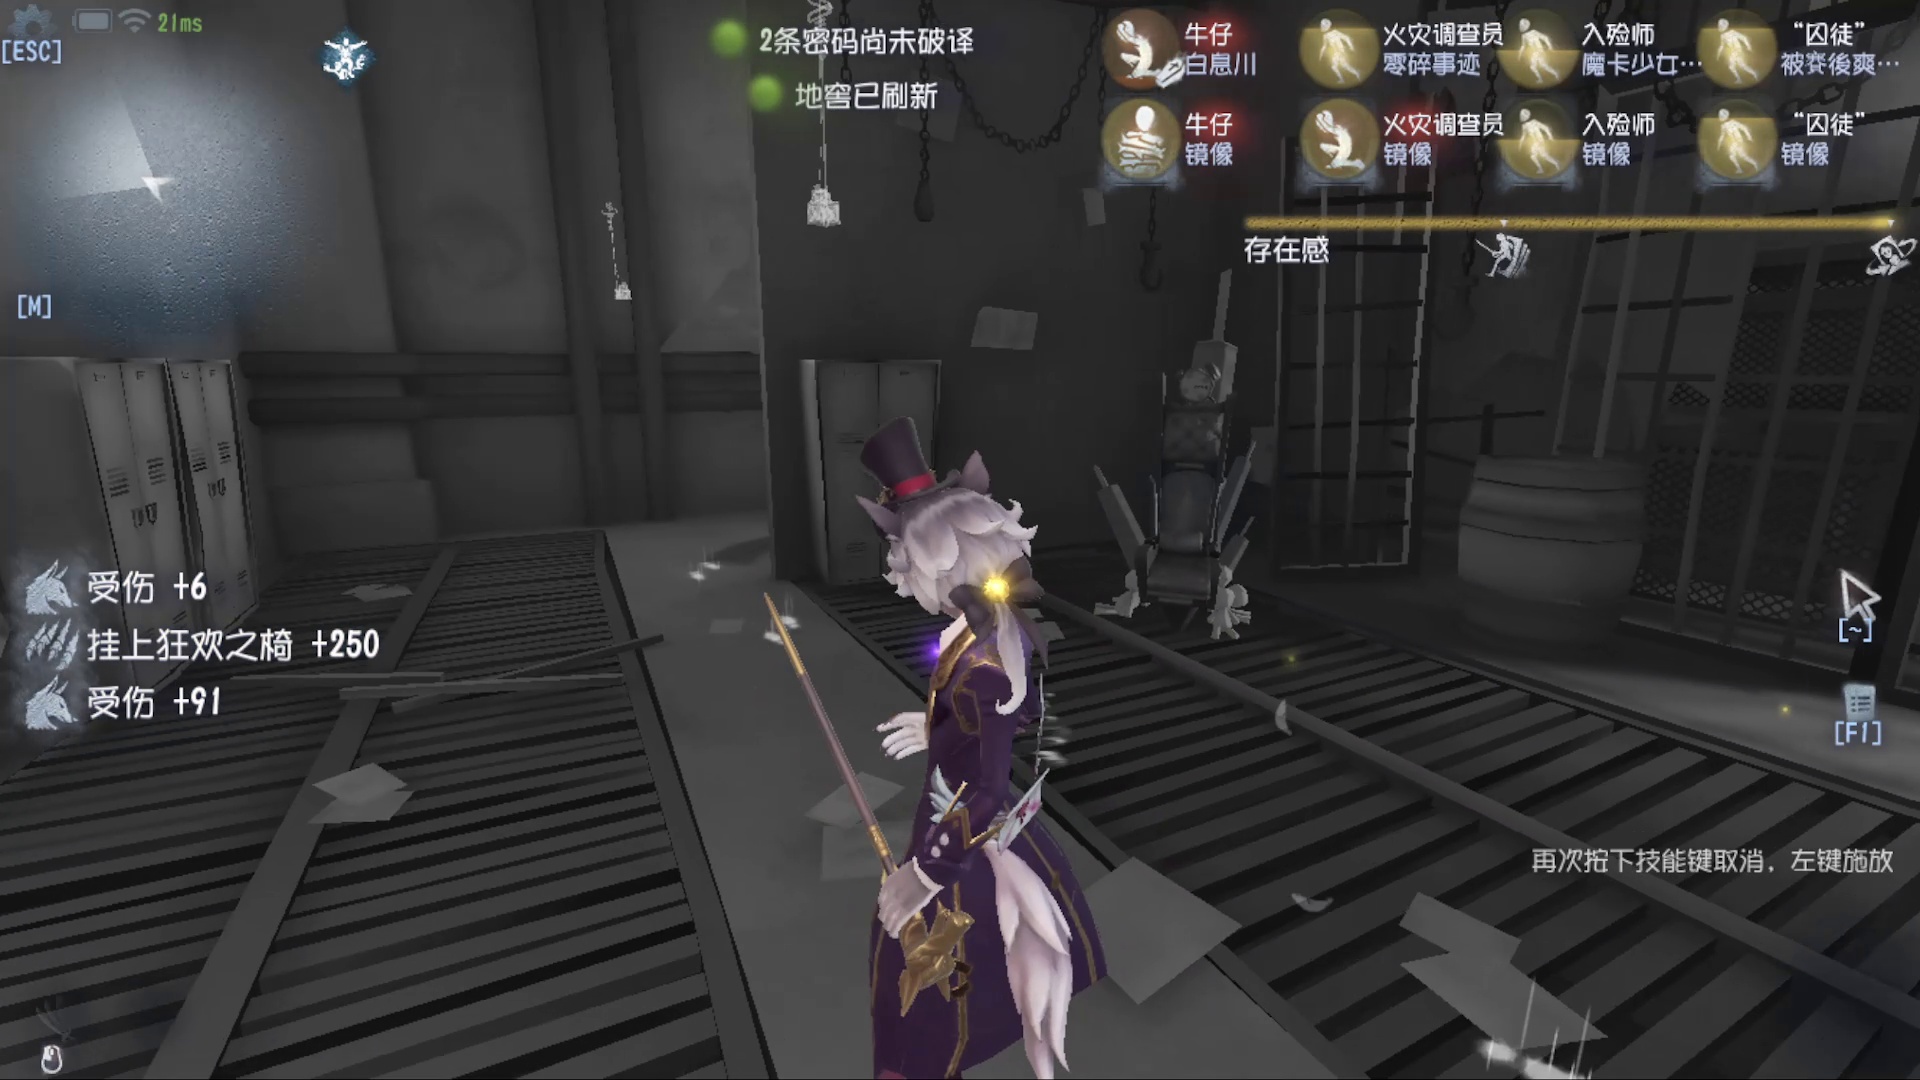 21ms
[ESC]
[M]
2条密码尚未破译
地窖已刷新
牛仔
白息川
火灾调查员
零碎事迹
入殓师
魔卡少女…
“囚徒”
被赛後爽…
牛仔
镜像
火灾调查员
镜像
入殓师
镜像
“囚徒”
镜像
存在感
受伤 +6
挂上狂欢之椅 +250
受伤 +91
[~]
[F1]
再次按下技能键取消，左键施放